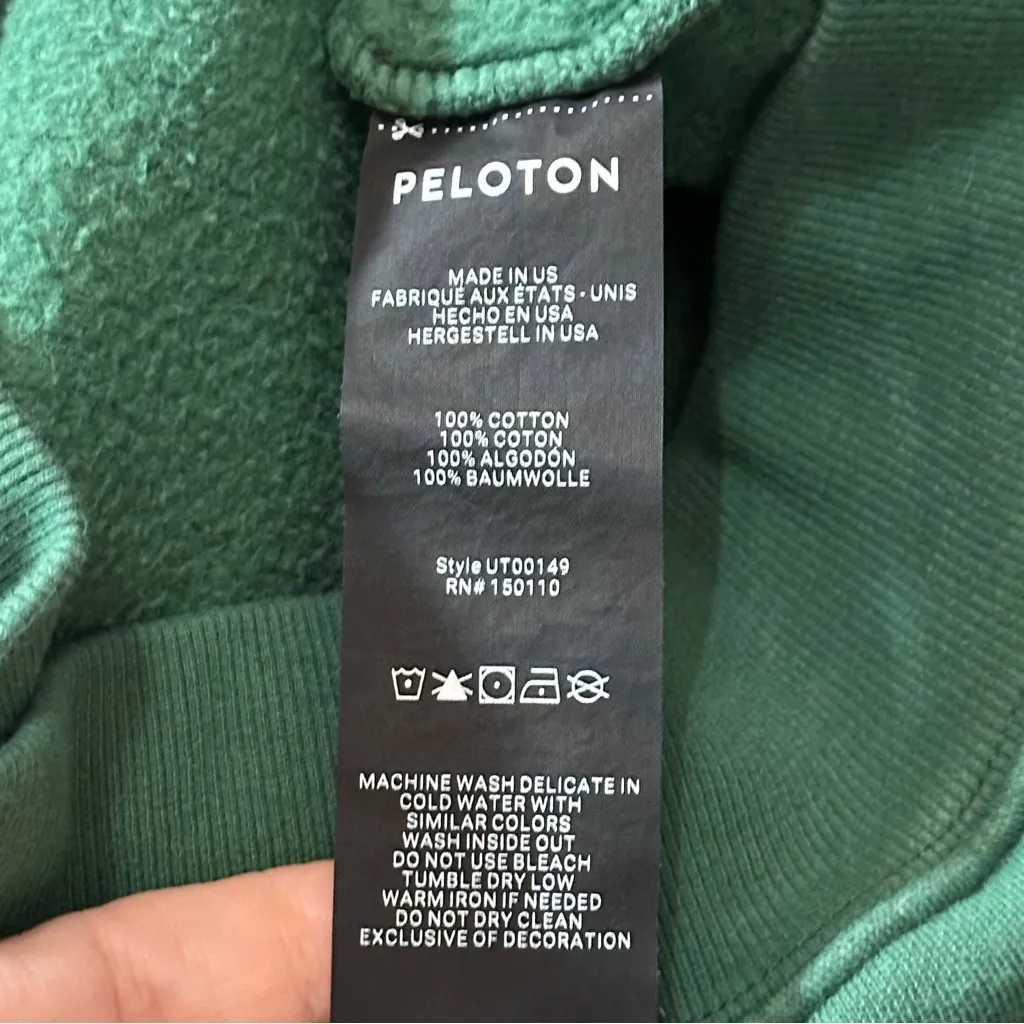 PELOTON
MADE IN US
FABRIQUÉ AUX ÉTATS-UNIS
HECHO EN USA
HERGESTELL IN USA
100% COTTON
100% COTON
100% ALGODÓN
100% BAUMWOLLE
Style UT00149
RN# 150110
MACHINE WASH DELICATE IN
COLD WATER WITH
SIMILAR COLORS
WASH INSIDE OUT
DO NOT USE BLEACH
TUMBLE DRY LOW
WARM IRON IF NEEDED
DO NOT DRY CLEAN
EXCLUSIVE OF DECORATION